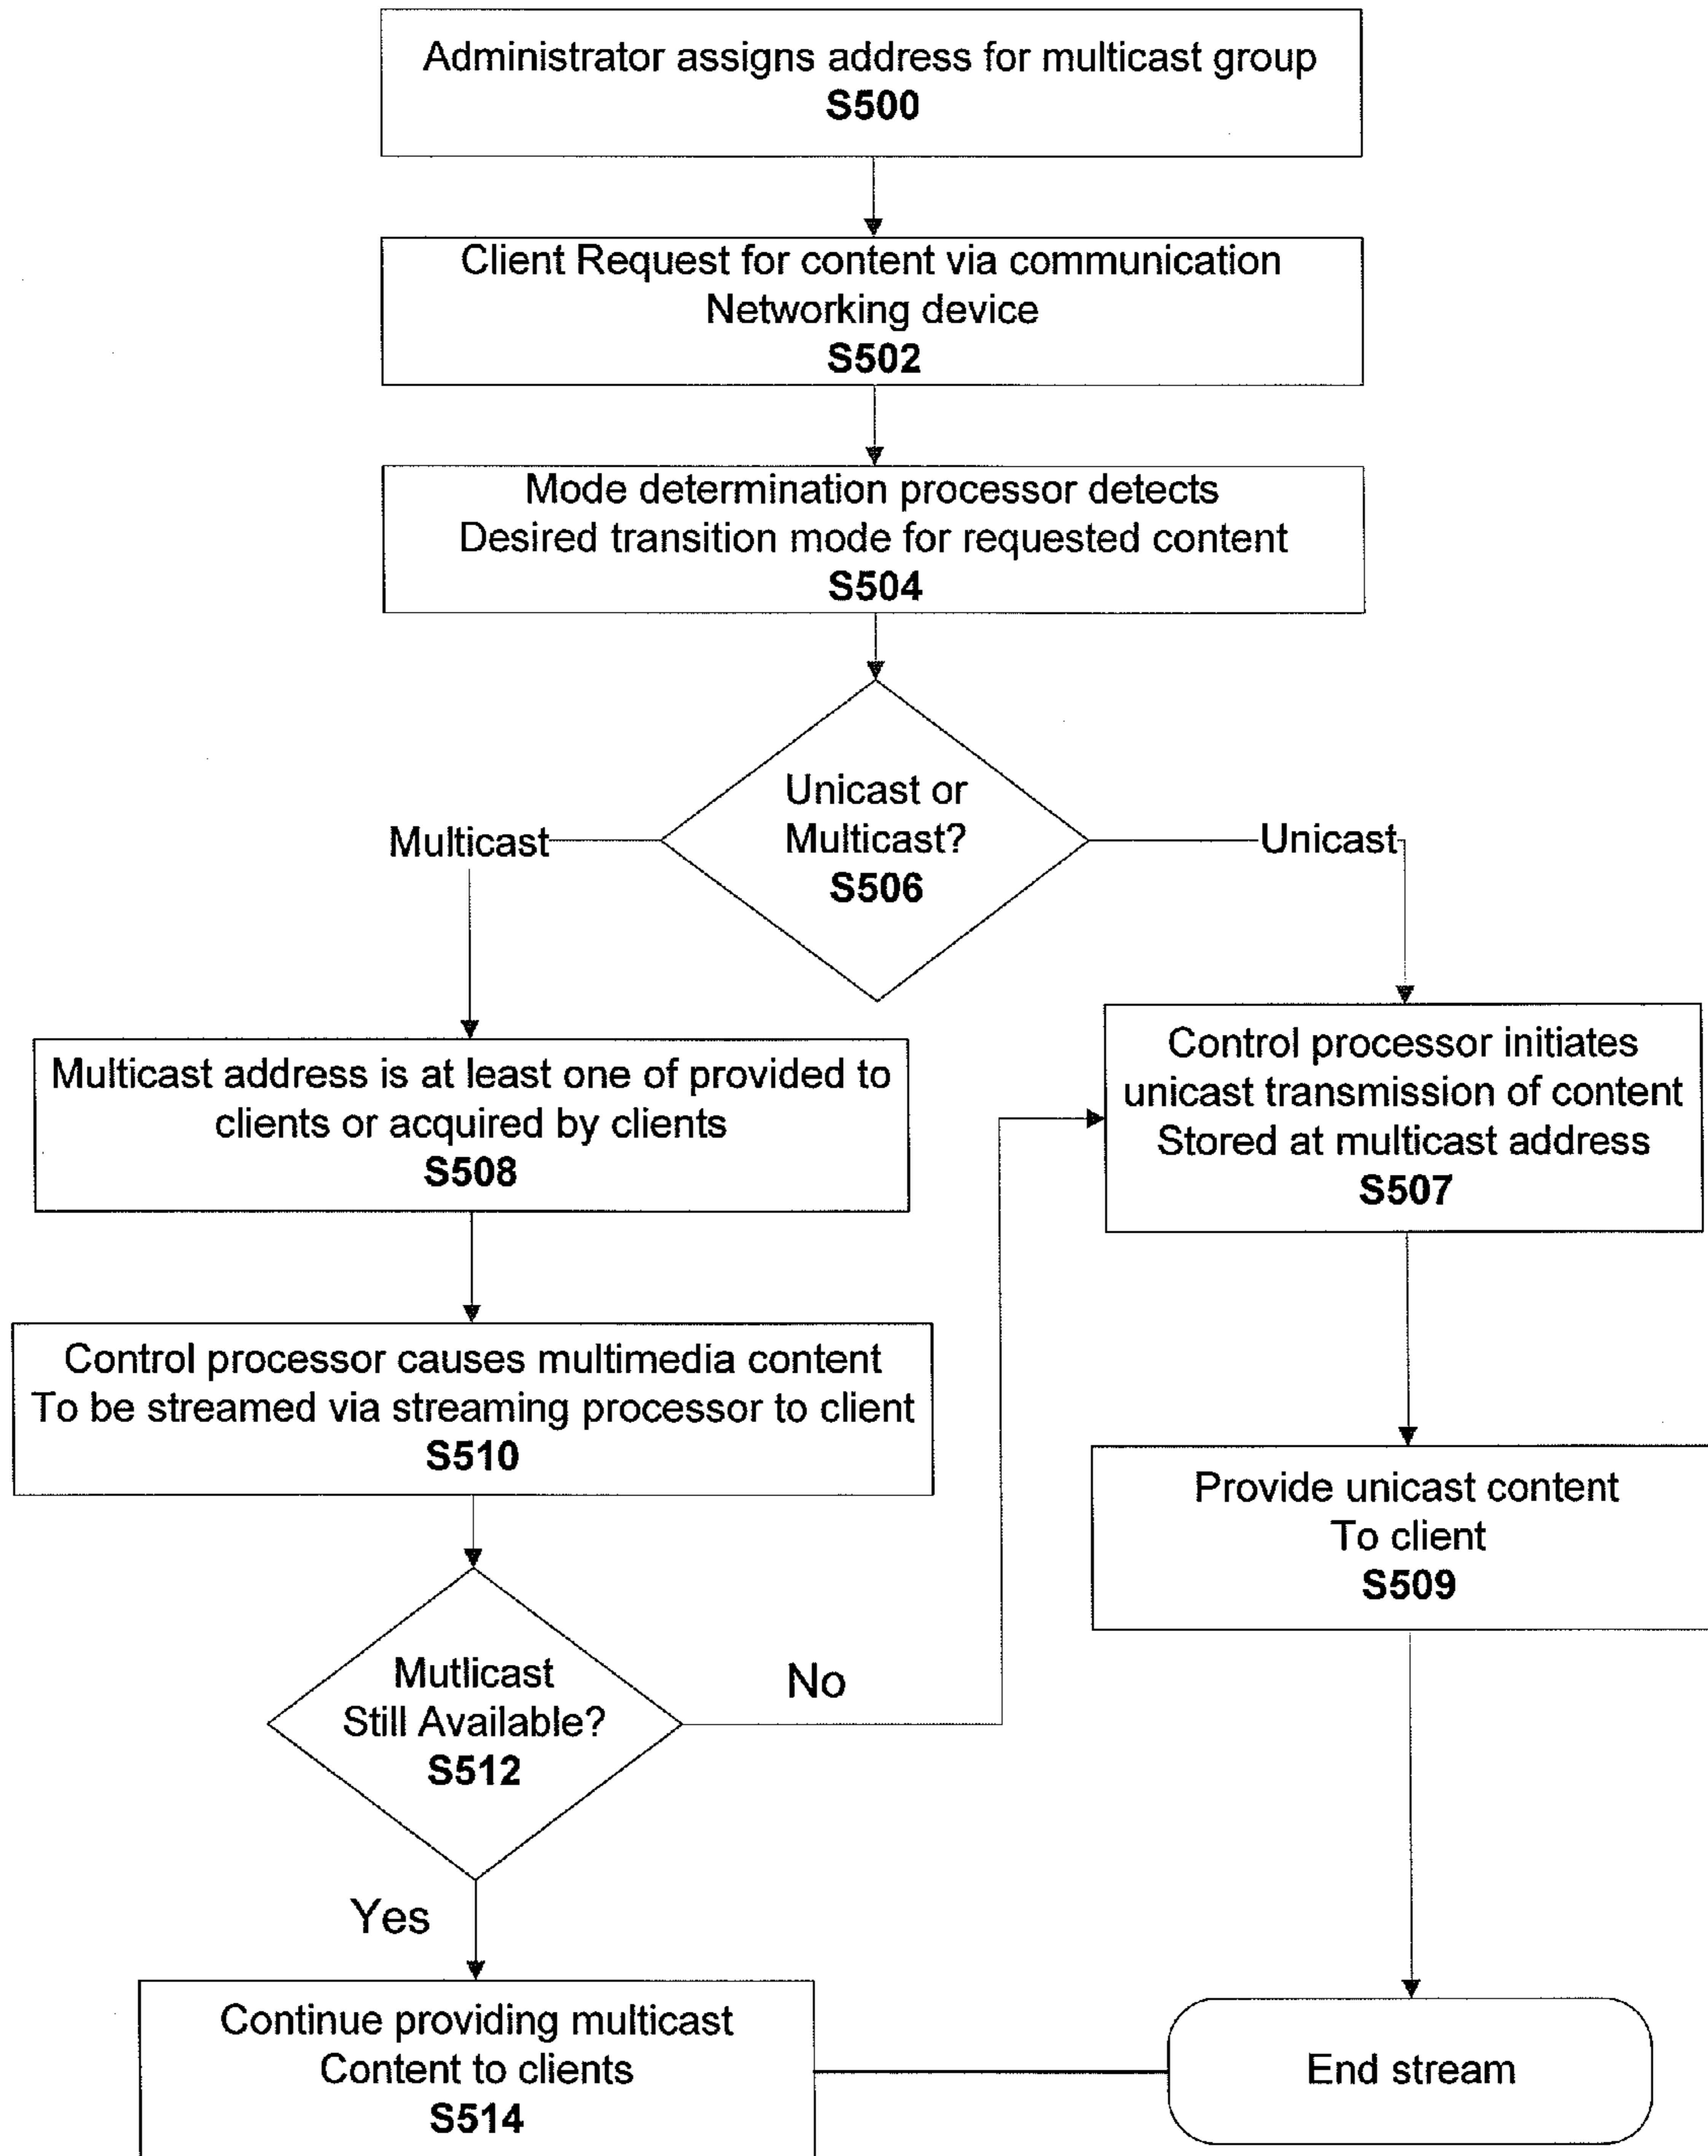 Administrator assigns address for multicast group
S500
Client Request for content via communication
Networking device
S502
Mode determination processor detects
Desired transition mode for requested content
S504
Unicast or
Multicast?
S506
Multicast
Unicast
Multicast address is at least one of provided to
clients or acquired by clients
S508
Control processor initiates
unicast transmission of content
Stored at multicast address
S507
Control processor causes multimedia content
To be streamed via streaming processor to client
S510
Provide unicast content
To client
S509
Mutlicast
Still Available?
S512
No
Yes
Continue providing multicast
Content to clients
S514
End stream